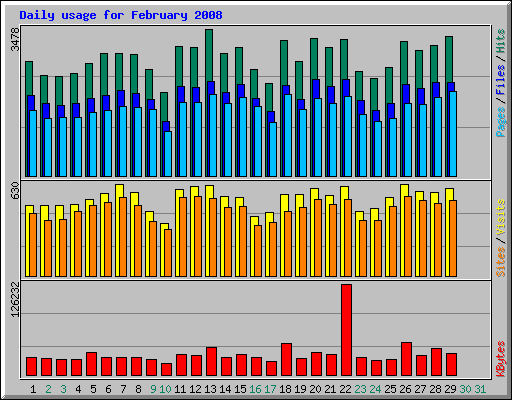 Daily usage for February 2008
3478
Pages / Files / Hits
630
Sites / Visits
126232
KBytes
1 2 3 4 5 6 7 8 9 10 11 12 13 14 15 16 17 18 19 20 21 22 23 24 25 26 27 28 29 30 31